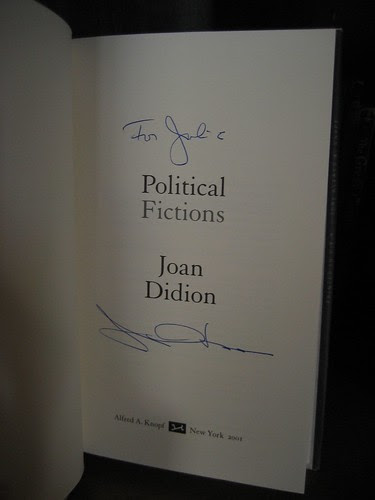 For Julie
Political
Fictions
Joan
Didion
Alfred A. Knopf New York 2001